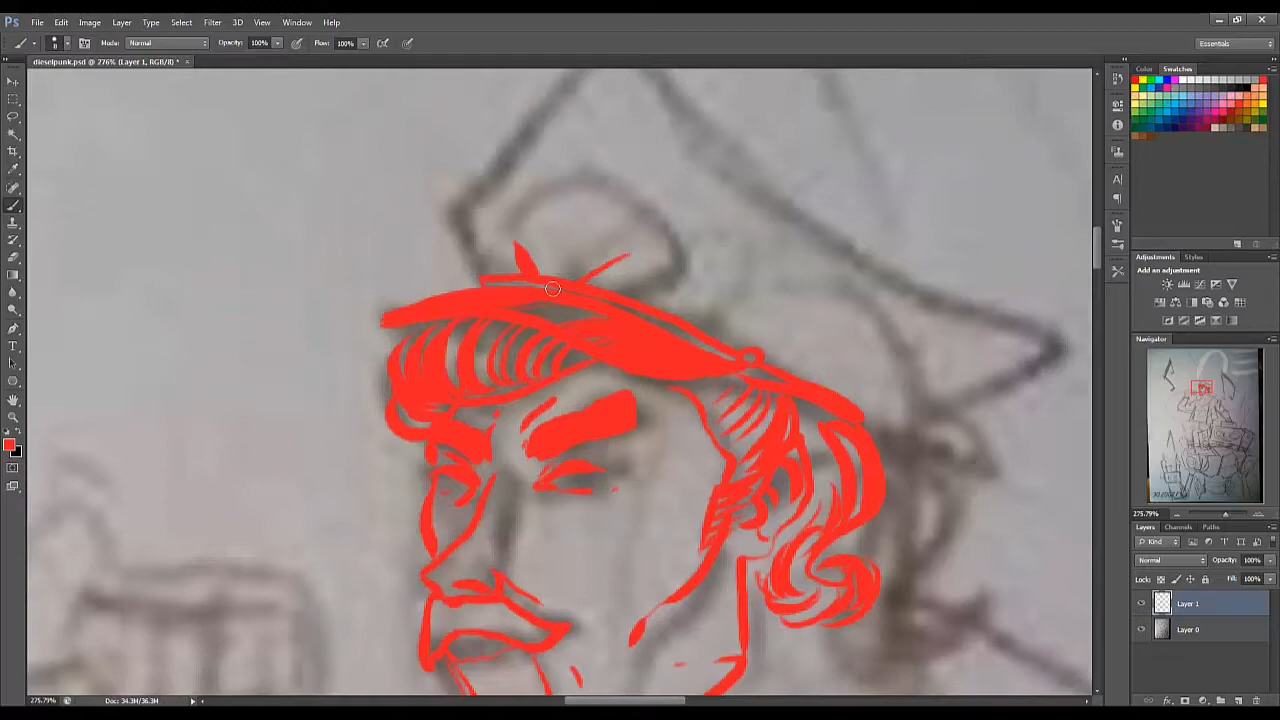 Ps File Edit Image Layer Type Select Filter 3D View Window Help
Mode: Normal Opacity: 100% Flow: 100% Essentials
dieselpunk.psd @ 276% (Layer 1, RGB/8) *
Color Swatches
Adjustments Styles
Add an adjustment
Navigator
275.79%
Layers Channels Paths
Kind
Normal Opacity: 100%
Lock: Fill: 100%
Layer 1
Layer 0
275.79% Doc: 34.3M/36.3M